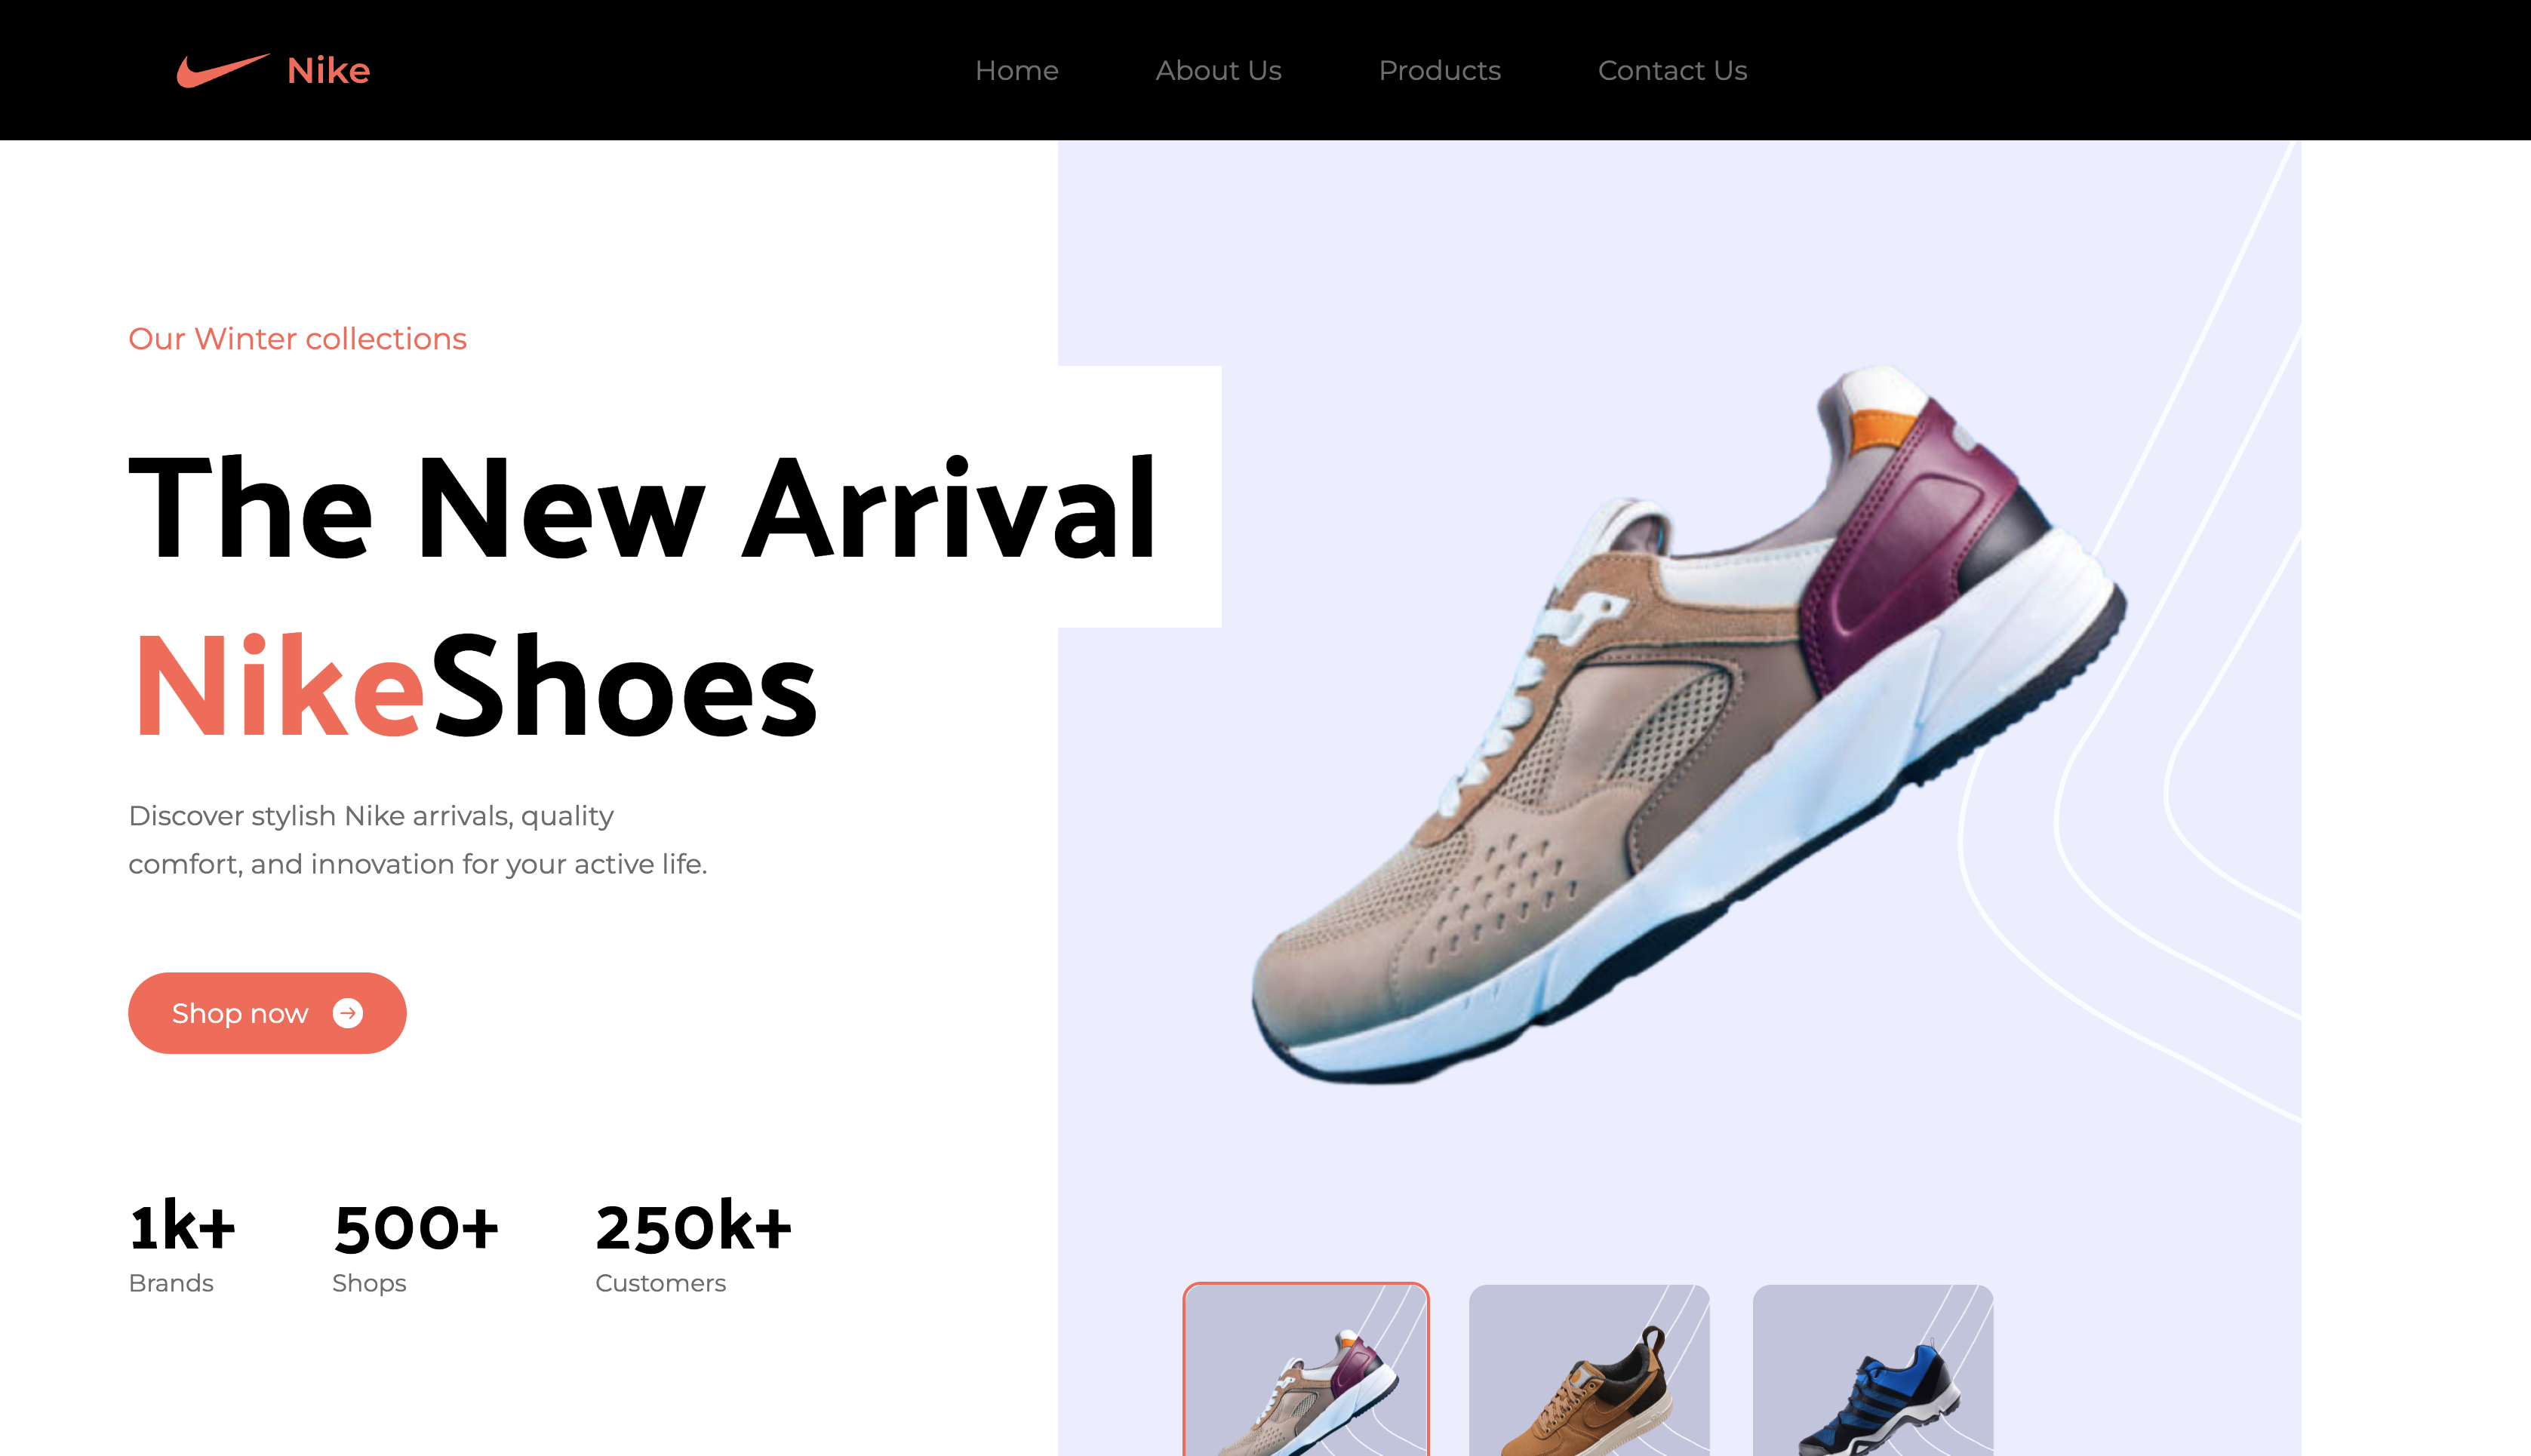 Nike
Home
About Us
Products
Contact Us
Our Winter collections
The New Arrival
NikeShoes
Discover stylish Nike arrivals, quality
comfort, and innovation for your active life.
Shop now
1k+
Brands
500+
Shops
250k+
Customers